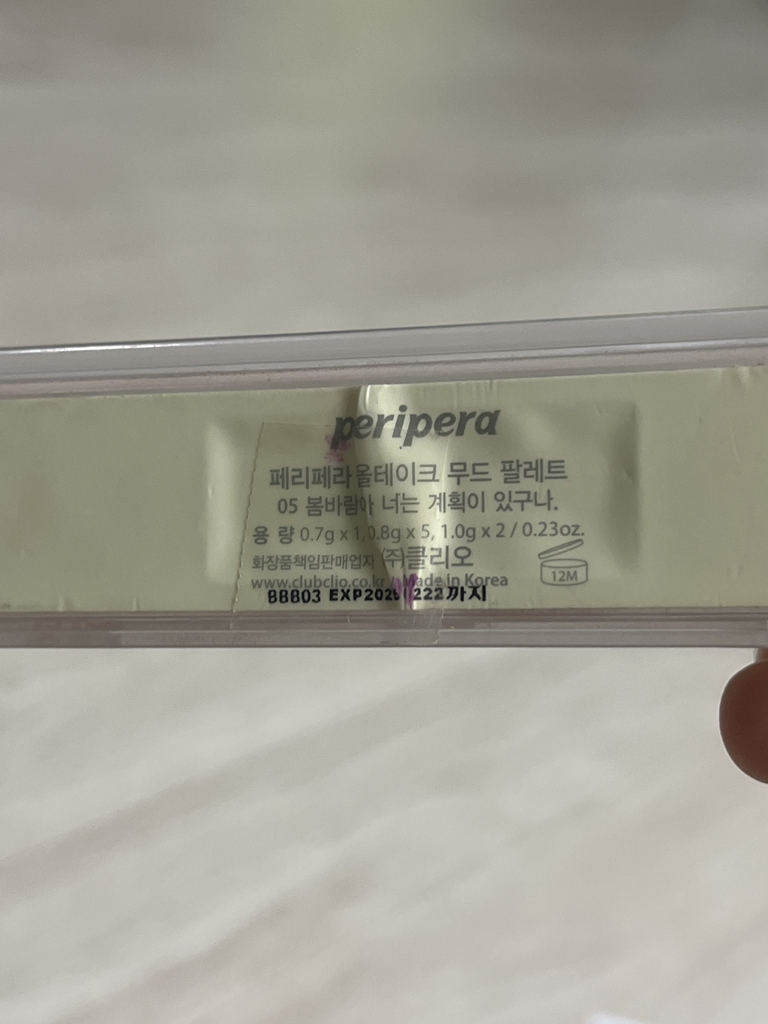 peripera
페리페라 올테이크 무드 팔레트
05 봄바람아 너는 계획이 있구나.
용 량 0.7g x 1, 0.8g x 5, 1.0g x 2 / 0.23oz.
화장품책임판매업자 (주)클리오
www.clubclio.co.kr Made in Korea
12M
BBB03 까지